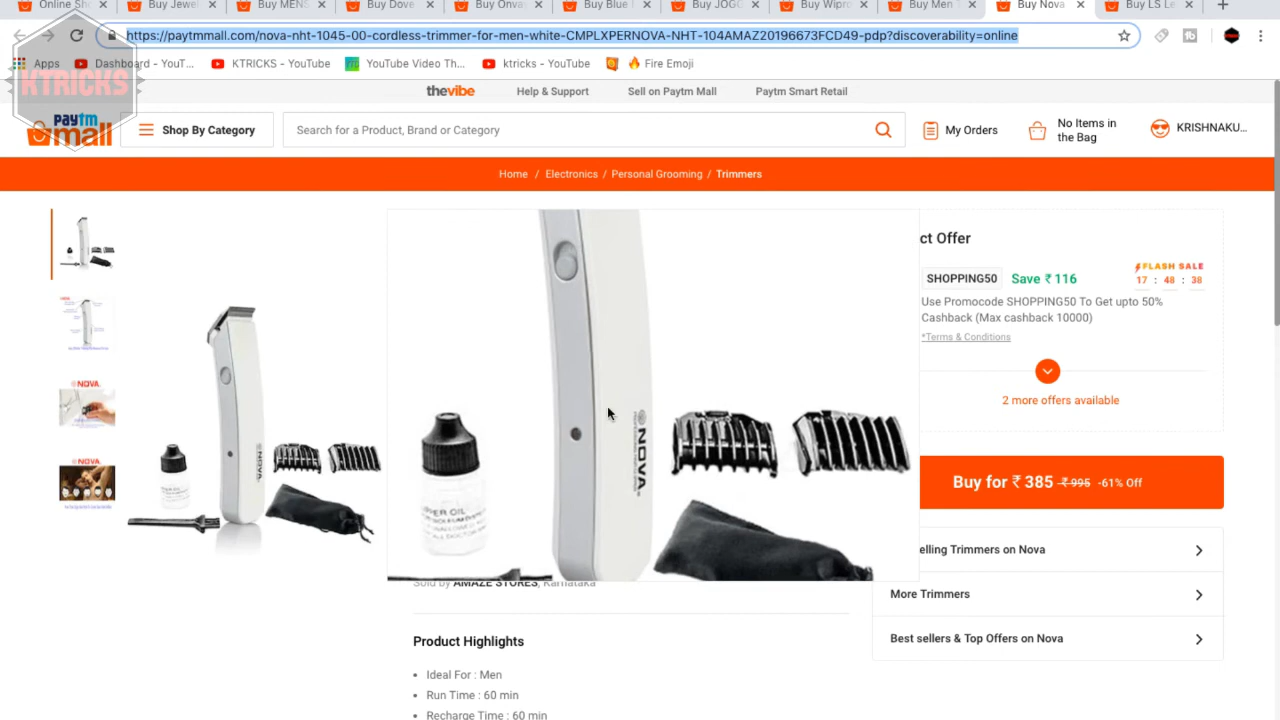 Online Sho
Buy Jewel
Buy MENS
Buy Dove
Buy Onva
Buy Blue
Buy JOGG
Buy Wipro
Buy Men T
Buy Nova
Buy LS Le
https://paytmmall.com/nova-nht-1045-00-cordless-trimmer-for-men-white-CMPLXPERNOVA-NHT-104AMAZ20196673FCD49-pdp?discoverability=online
Apps
Dashboard - YouT...
KTRICKS - YouTube
YouTube Video Th...
ktricks - YouTube
🔥 Fire Emoji
KTRICKS
thevibe
Help & Support
Sell on Paytm Mall
Paytm Smart Retail
paytm
mall
Shop By Category
Search for a Product, Brand or Category
My Orders
No Items in
the Bag
KRISHNAKU...
Home / Electronics / Personal Grooming / Trimmers
ct Offer
SHOPPING50
Save ₹ 116
FLASH SALE
17 : 48 : 38
Use Promocode SHOPPING50 To Get upto 50%
Cashback (Max cashback 10000)
*Terms & Conditions
2 more offers available
Buy for ₹ 385 ₹ 995 -61% Off
elling Trimmers on Nova
More Trimmers
Best sellers & Top Offers on Nova
NOVA
NOVA
NOVA
Sold by AMAZE STORES, Karnataka
Product Highlights
Ideal For : Men
Run Time : 60 min
Recharge Time : 60 min